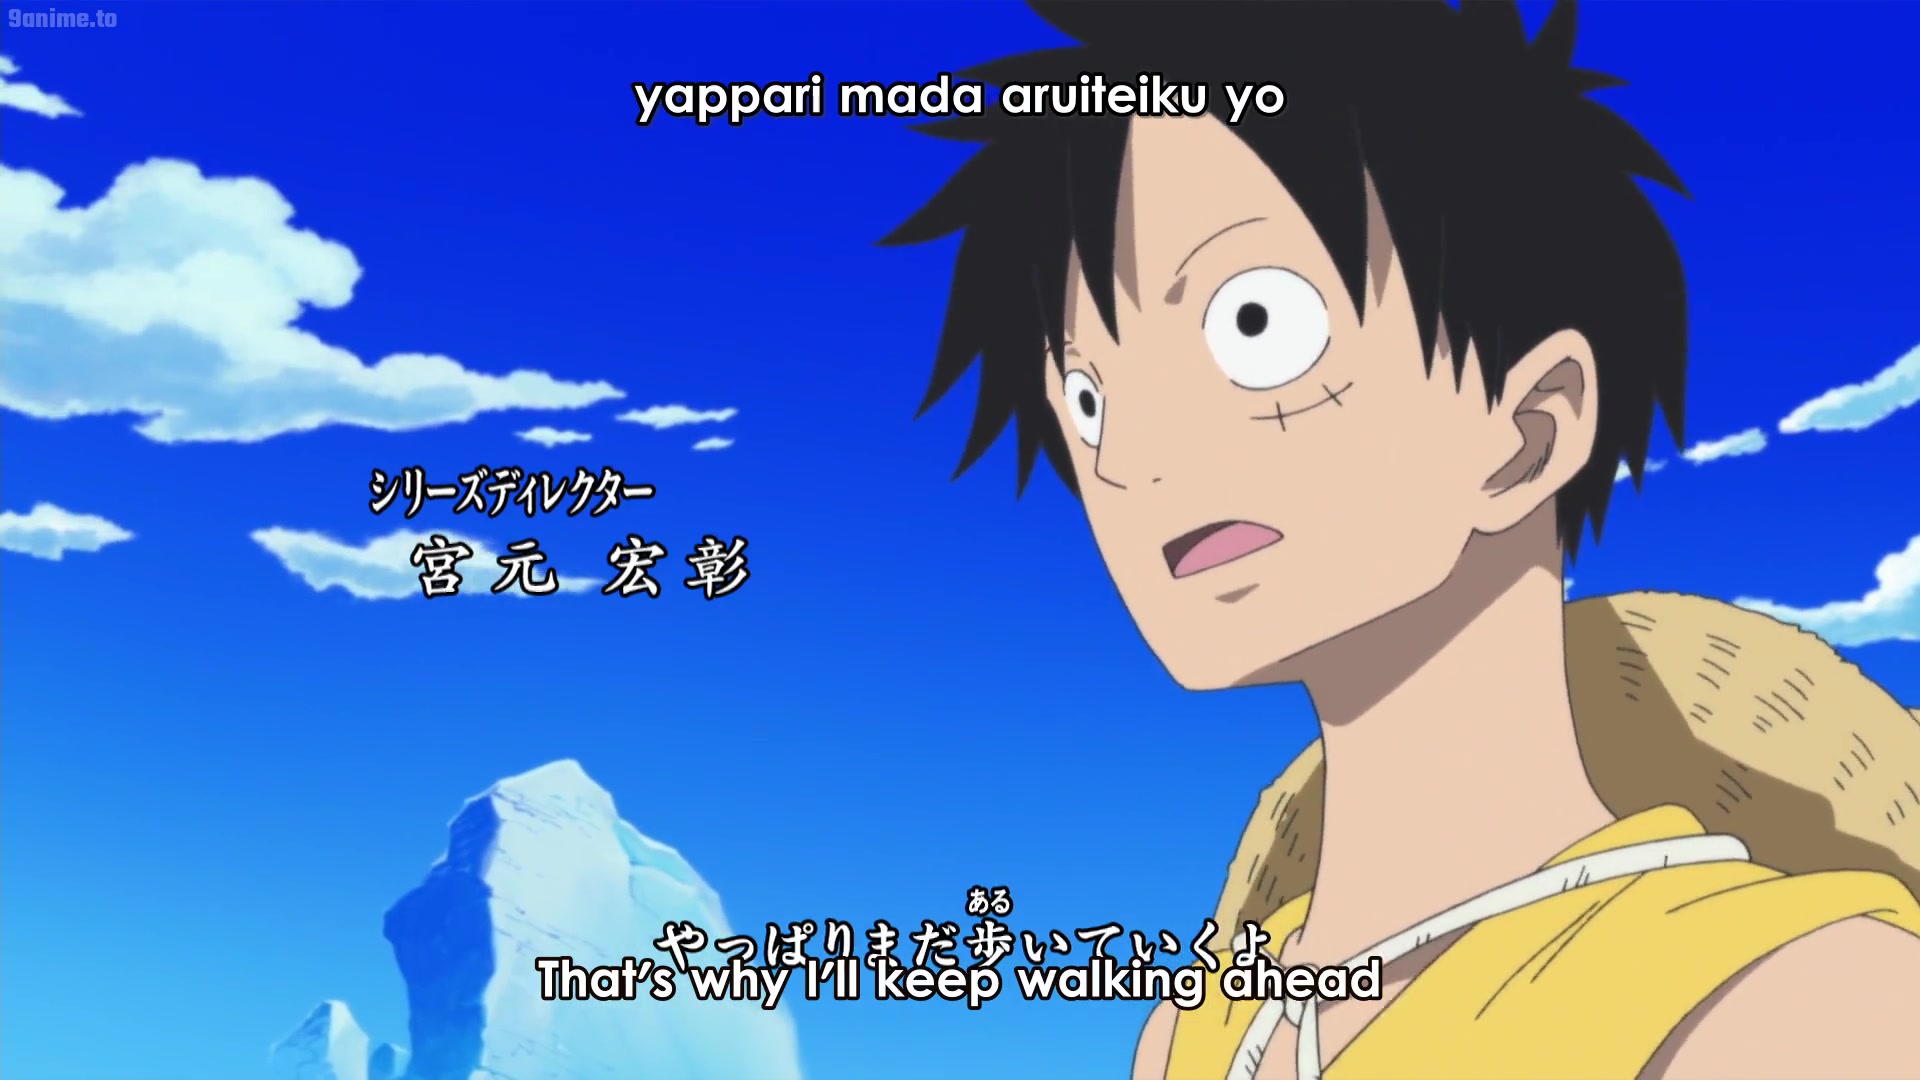 9anime.to
yappari mada aruiteiku yo
シリーズディレクター
宮元 宏彰
ある
やっぱりまだ歩いていくよ
That's why I'll keep walking ahead